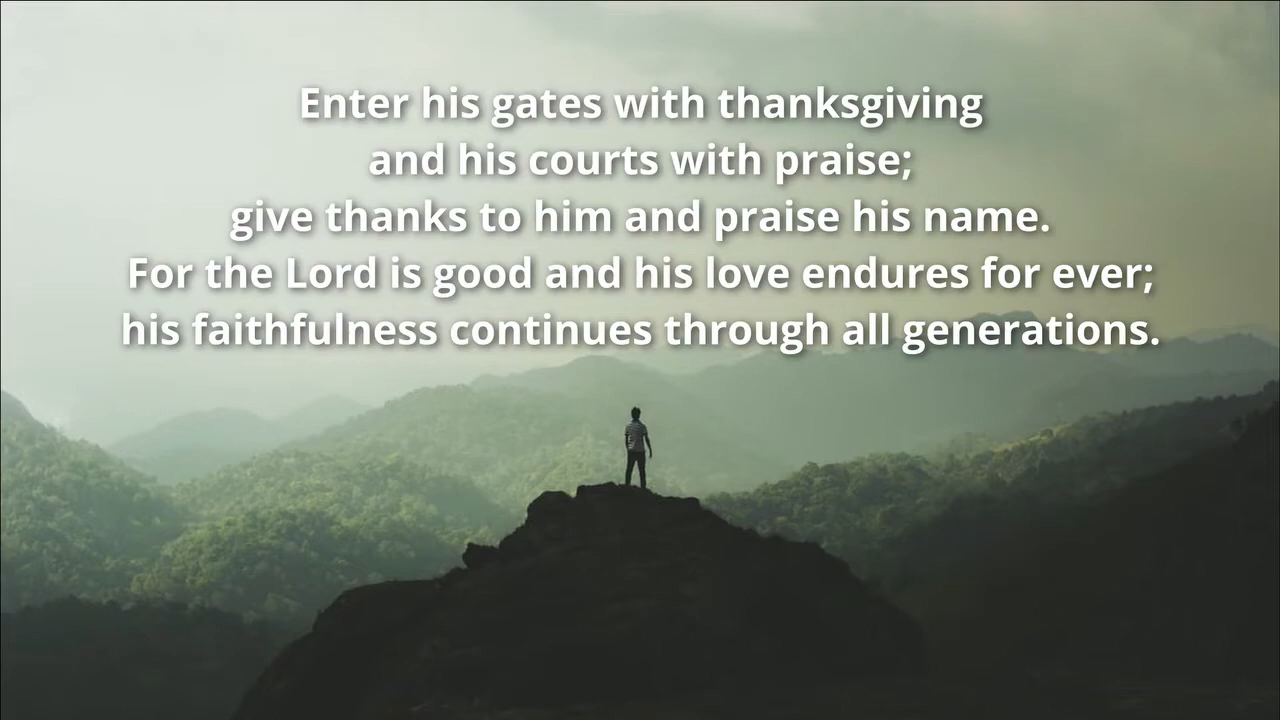 Enter his gates with thanksgiving
and his courts with praise;
give thanks to him and praise his name.
For the Lord is good and his love endures for ever;
his faithfulness continues through all generations.